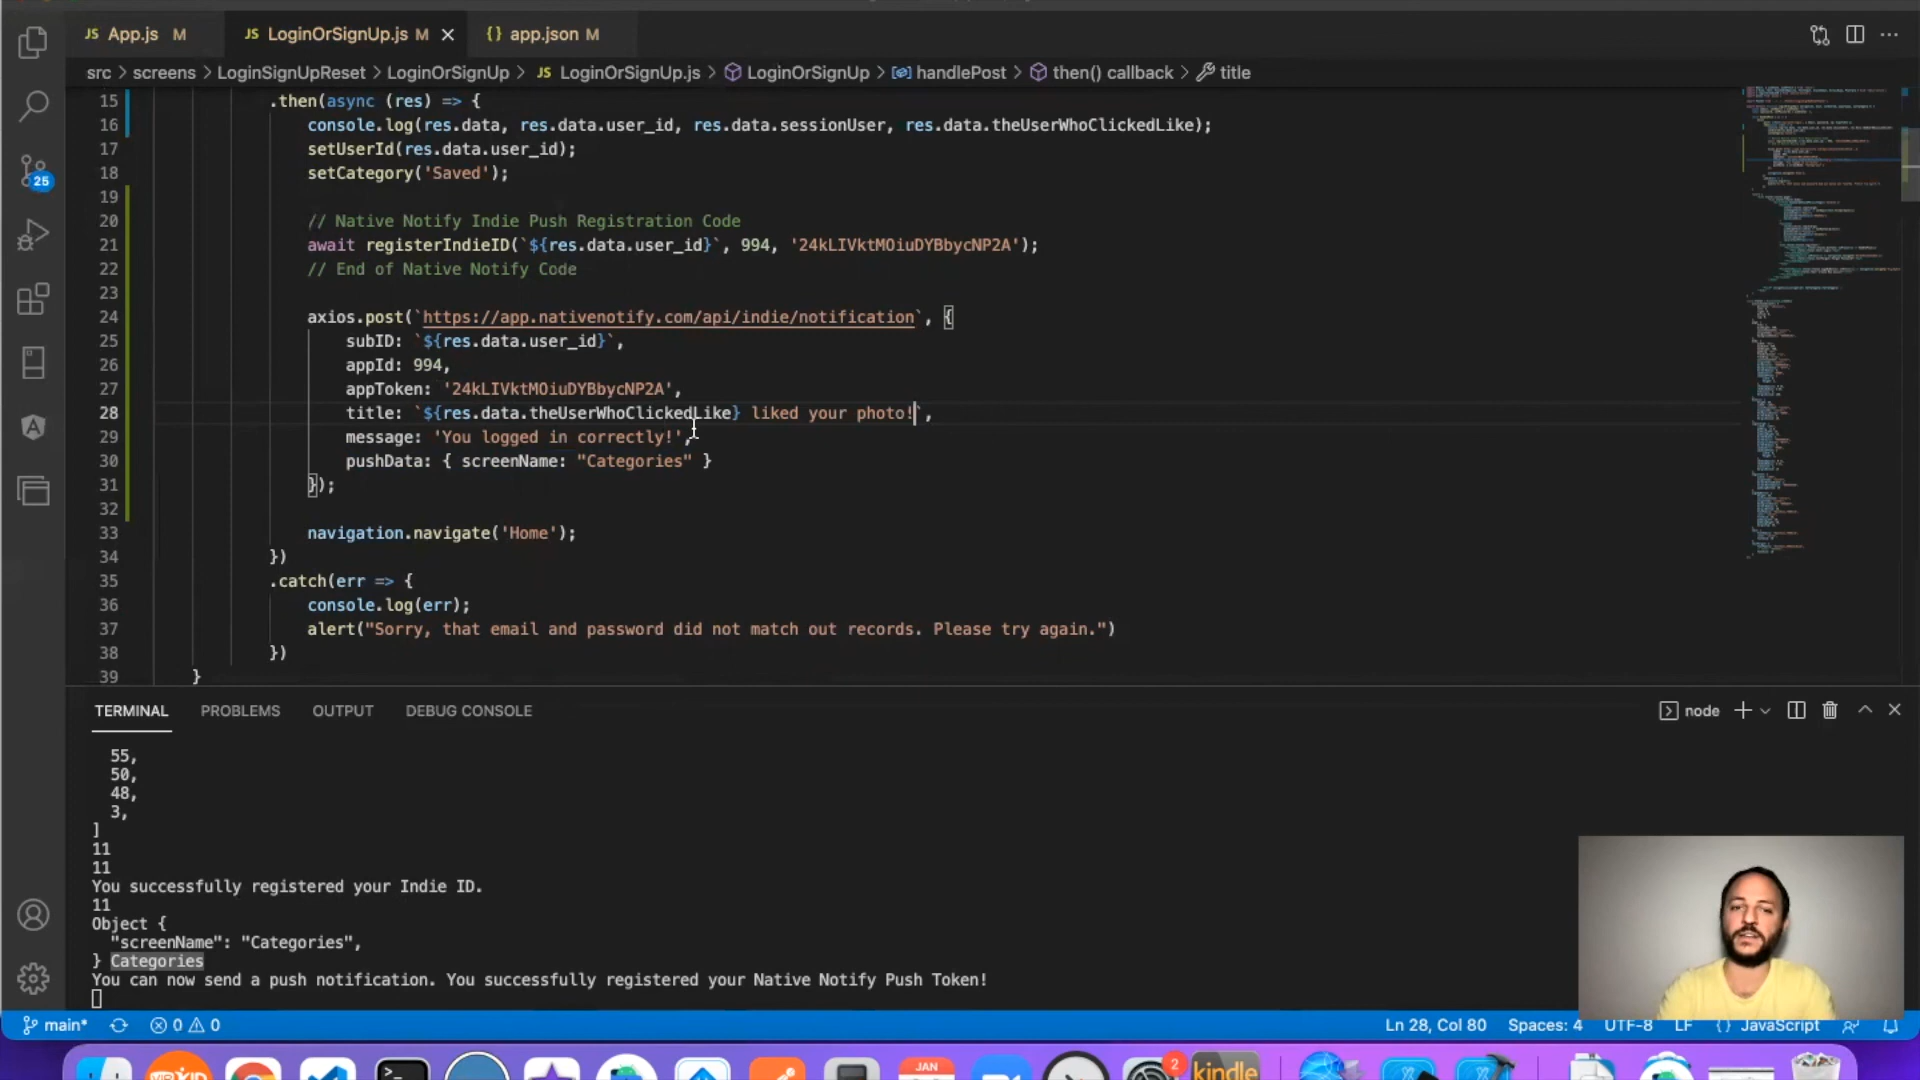 JS App.js M
JS LoginOrSignUp.js M
{} app.json M
src > screens > LoginSignUpReset > LoginOrSignUp > JS LoginOrSignUp.js > LoginOrSignUp > handlePost > then() callback > title
15 .then(async (res) => {
16 console.log(res.data, res.data.user_id, res.data.sessionUser, res.data.theUserWhoClickedLike);
17 setUserId(res.data.user_id);
18 setCategory('Saved');
19
20 // Native Notify Indie Push Registration Code
21 await registerIndieID(`${res.data.user_id}`, 994, '24kLIVktMOiuDYBbycNP2A');
22 // End of Native Notify Code
23
24 axios.post(`https://app.nativenotify.com/api/indie/notification`, {
25 subID: `${res.data.user_id}`,
26 appId: 994,
27 appToken: '24kLIVktMOiuDYBbycNP2A',
28 title: `${res.data.theUserWhoClickedLike} liked your photo!`,
29 message: 'You logged in correctly!',
30 pushData: { screenName: "Categories" }
31 });
32
33 navigation.navigate('Home');
34 })
35 .catch(err => {
36 console.log(err);
37 alert("Sorry, that email and password did not match out records. Please try again.")
38 })
39 }
25
TERMINAL PROBLEMS OUTPUT DEBUG CONSOLE
node
55,
50,
48,
3,
]
11
11
You successfully registered your Indie ID.
11
Object {
"screenName": "Categories",
} Categories
You can now send a push notification. You successfully registered your Native Notify Push Token!
main* 0 0
Ln 28, Col 80 Spaces: 4 UTF-8 LF {} JavaScript
JAN
2
kindle